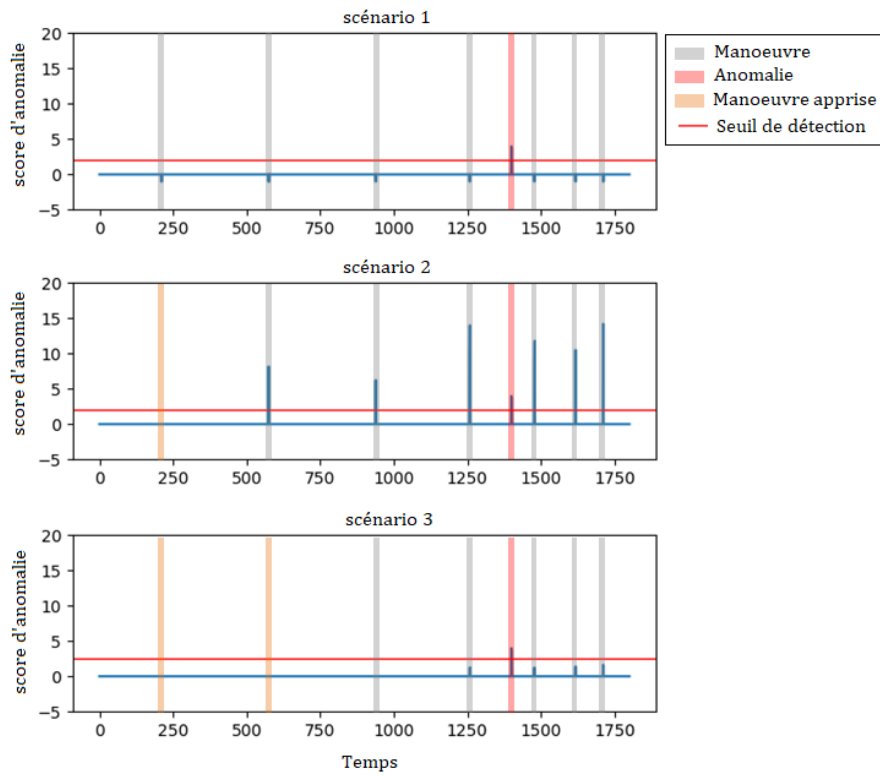 scénario 1
score d'anomalie
20
15
10
5
0
−5
0 250 500 750 1000 1250 1500 1750
Manoeuvre
Anomalie
Manoeuvre apprise
Seuil de détection
scénario 2
score d'anomalie
20
15
10
5
0
−5
0 250 500 750 1000 1250 1500 1750
scénario 3
score d'anomalie
20
15
10
5
0
−5
0 250 500 750 1000 1250 1500 1750
Temps